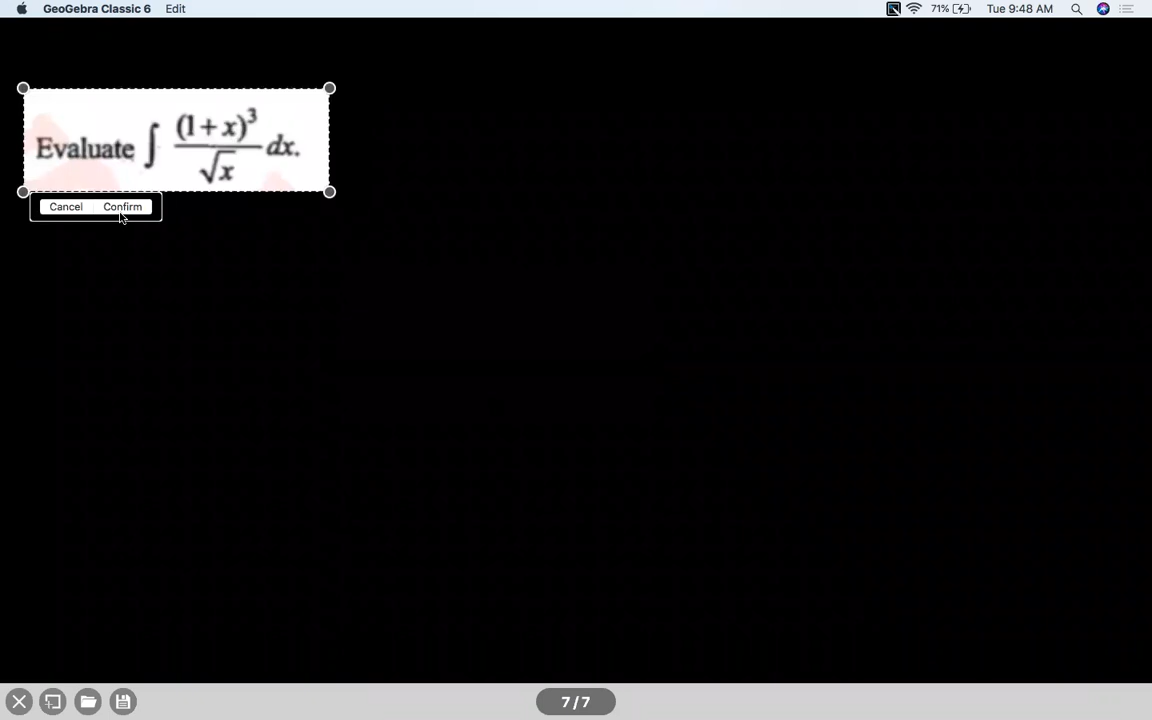 GeoGebra Classic 6 Edit 71% Tue 9:48 AM
Evaluate ∫ (1+x)³/√x dx.
Cancel Confirm
7/7